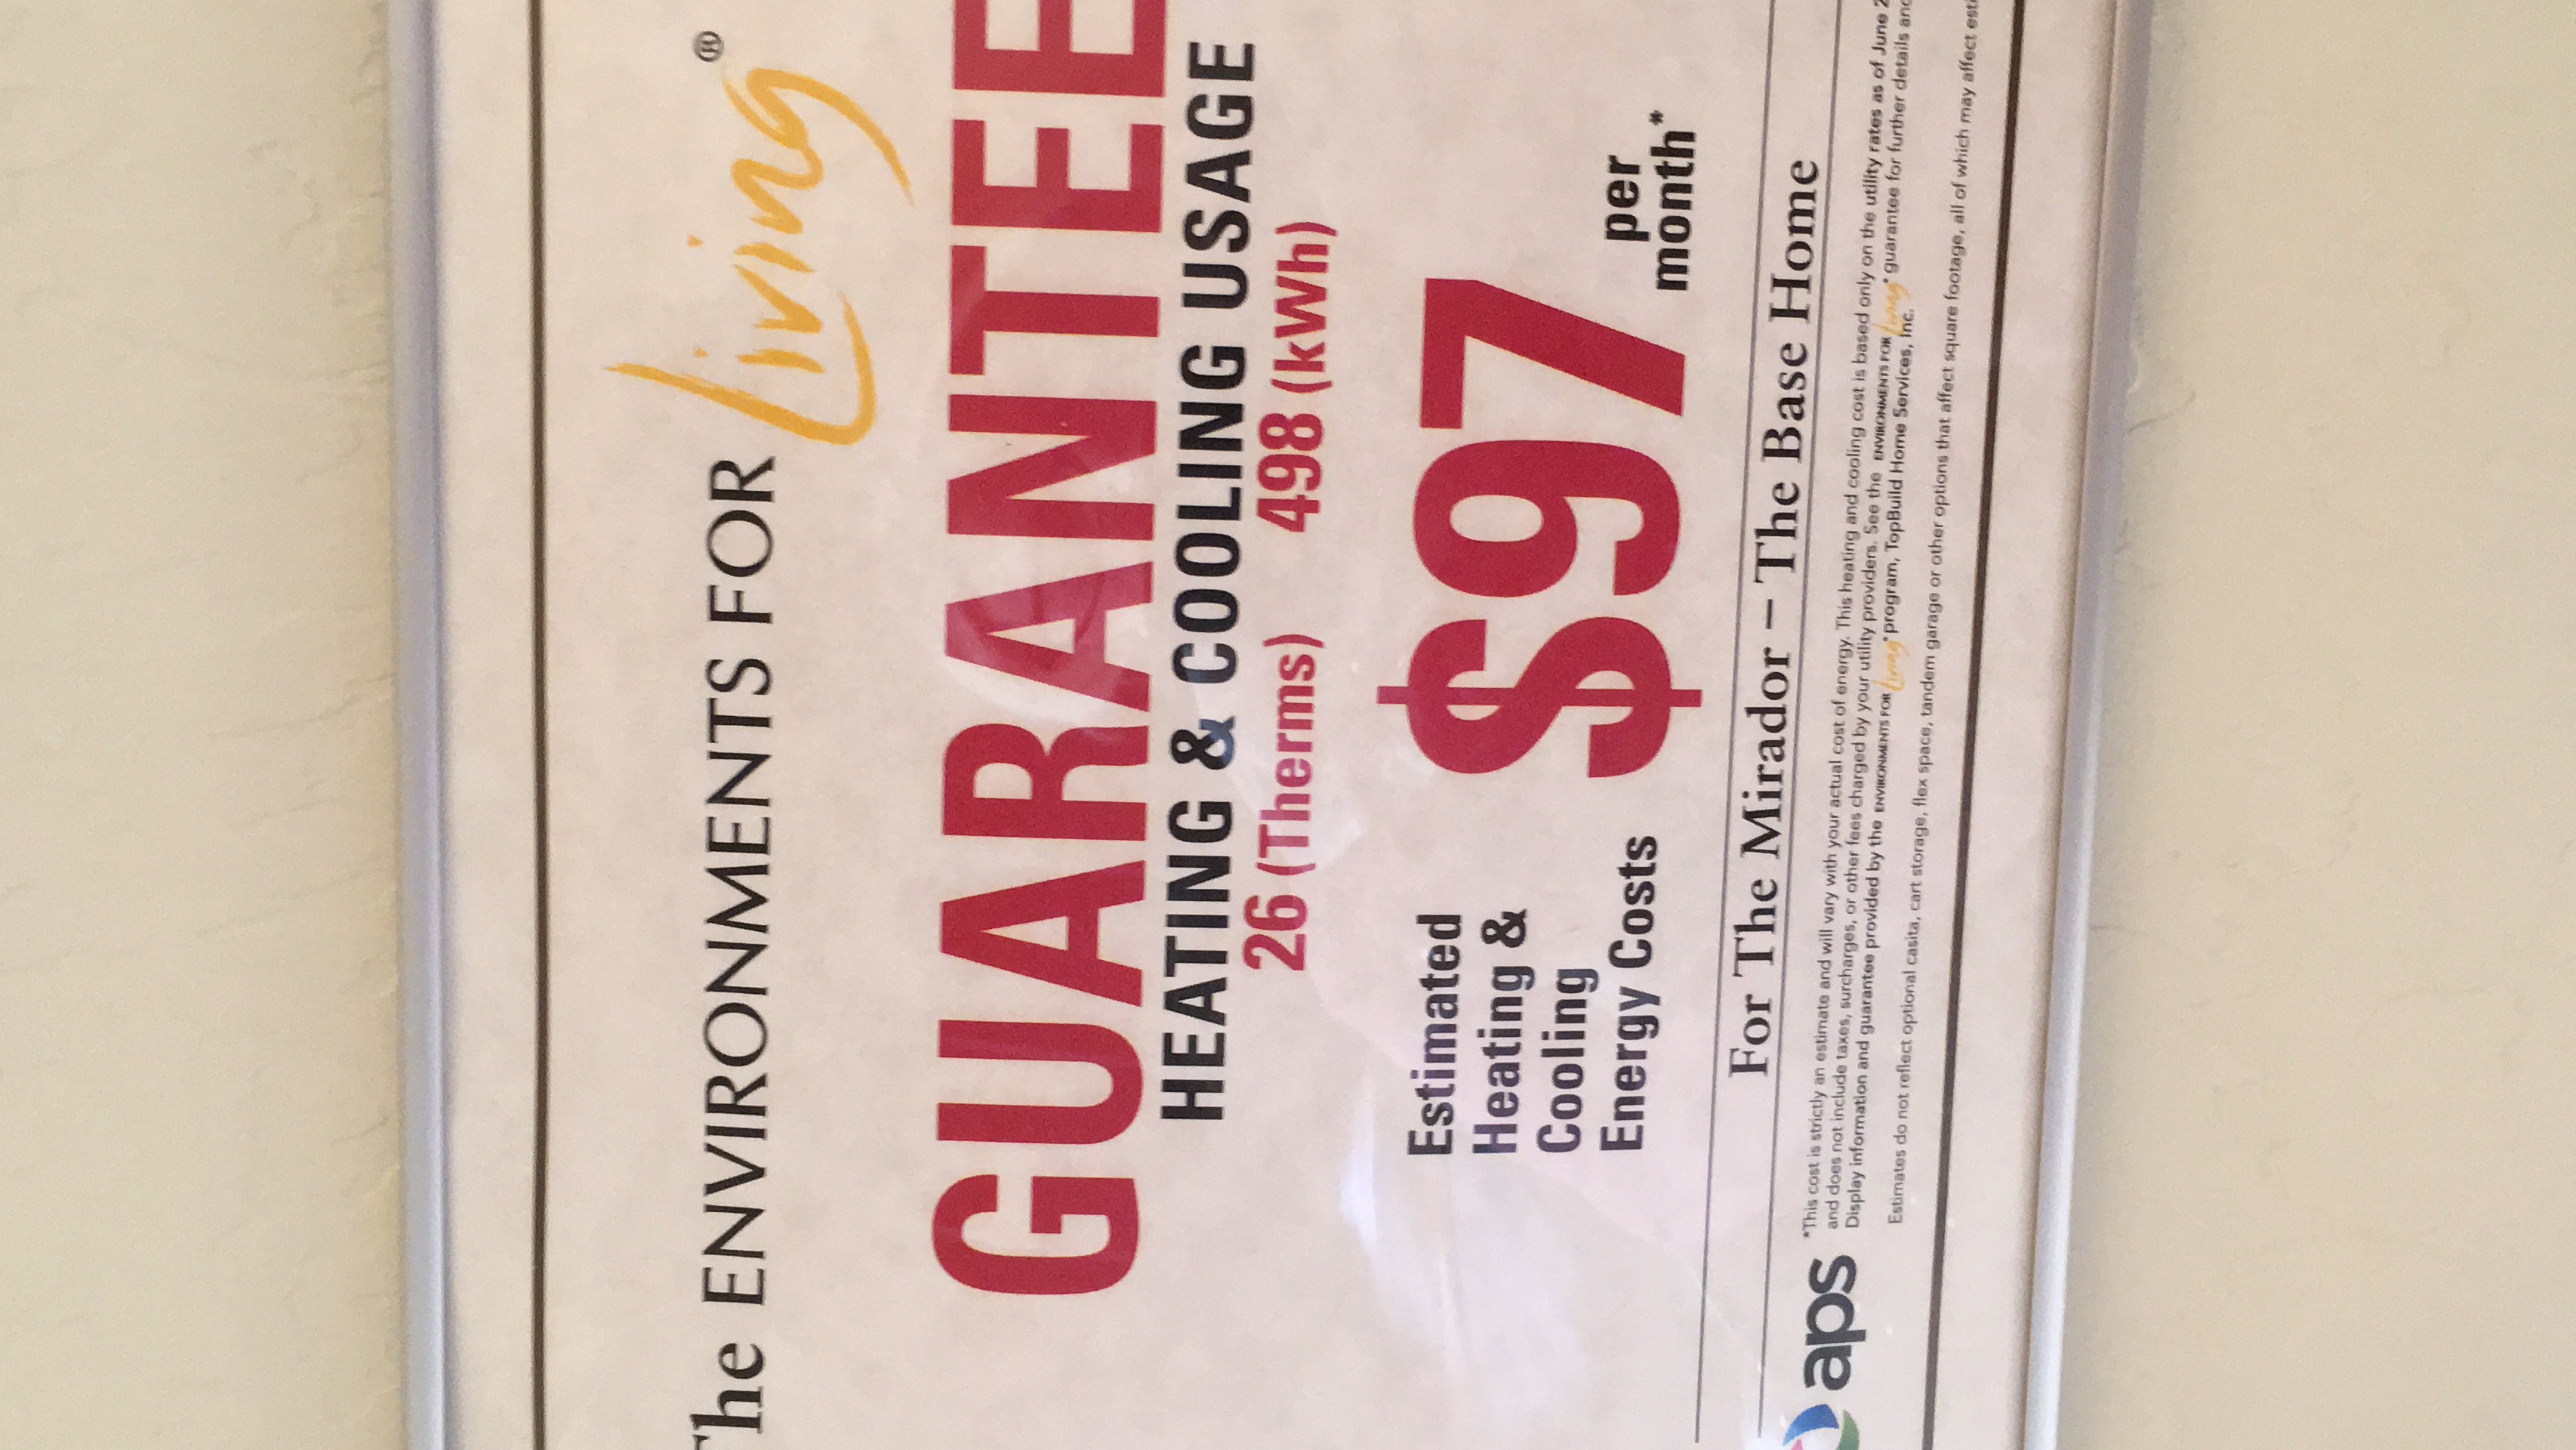 The ENVIRONMENTS FOR Living®
GUARANTEE
HEATING & COOLING USAGE
26 (Therms) 498 (kWh)
Estimated
Heating &
Cooling
Energy Costs
$97
per
month*
For The Mirador – The Base Home
aps
*This cost is strictly an estimate and will vary with your actual cost of energy. This heating and cooling cost is based only on the utility rates as of June 2
and does not include taxes, surcharges, or other fees charged by your utility providers. See the ENVIRONMENTS FOR Living® guarantee for further details and
Display information and guarantee provided by the ENVIRONMENTS FOR Living® program, TopBuild Home Services, Inc.
Estimates do not reflect optional casita, cart storage, flex space, tandem garage or other options that affect square footage, all of which may affect esti